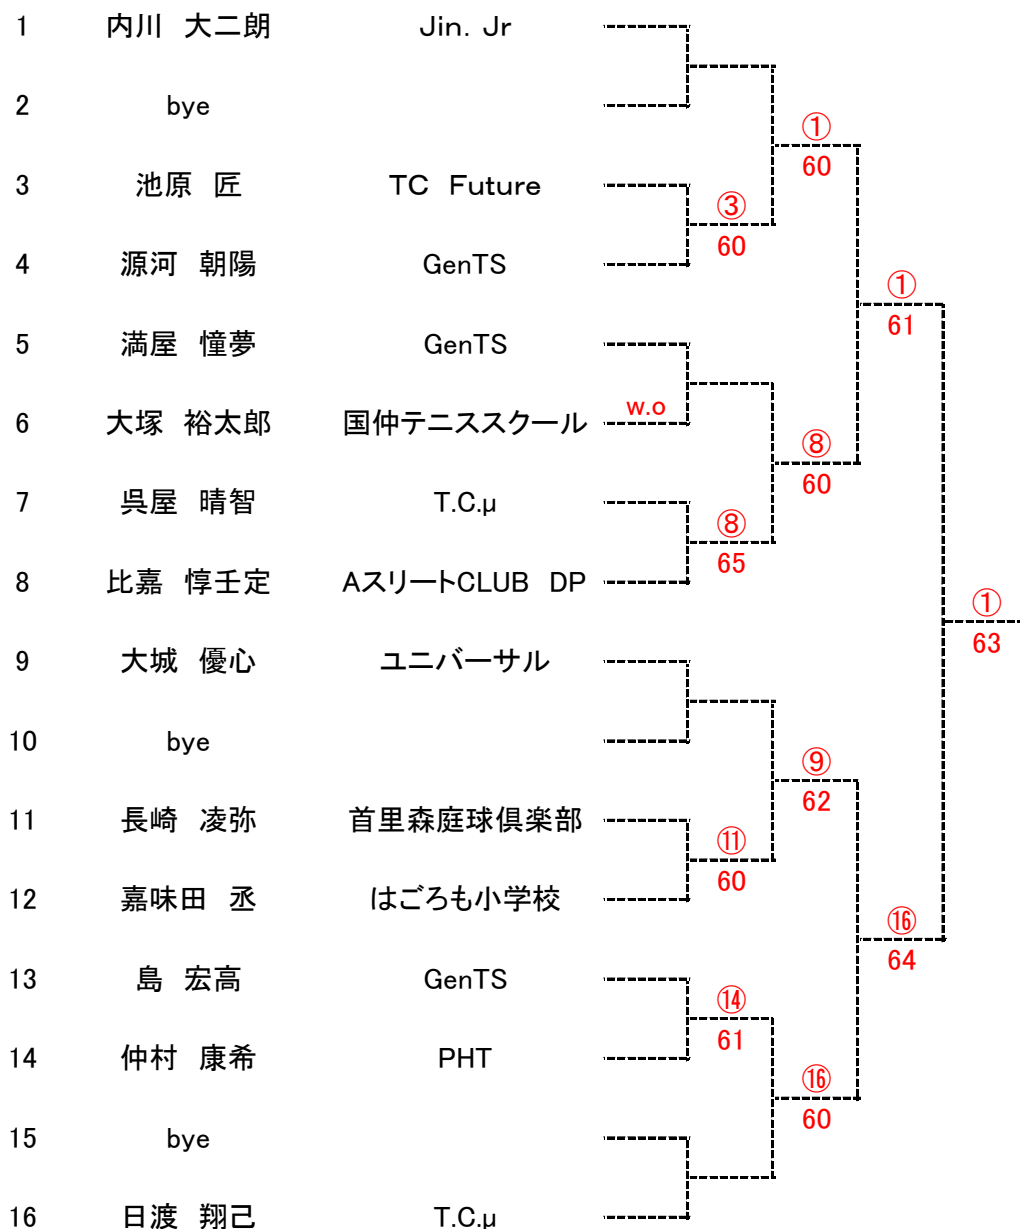 1 内川 大二朗 Jin. Jr
2 bye
①
60
3 池原 匠 TC Future
③
60
4 源河 朝陽 GenTS
①
61
5 満屋 憧夢 GenTS
6 大塚 裕太郎 国仲テニススクール w.o
⑧
60
7 呉屋 晴智 T.C.μ
⑧
65
8 比嘉 惇壬定 AスリートCLUB DP
①
63
9 大城 優心 ユニバーサル
10 bye
⑨
62
11 長崎 凌弥 首里森庭球倶楽部
⑪
60
12 嘉味田 丞 はごろも小学校
⑯
64
13 島 宏高 GenTS
⑭
61
14 仲村 康希 PHT
⑯
60
15 bye
16 日渡 翔己 T.C.μ